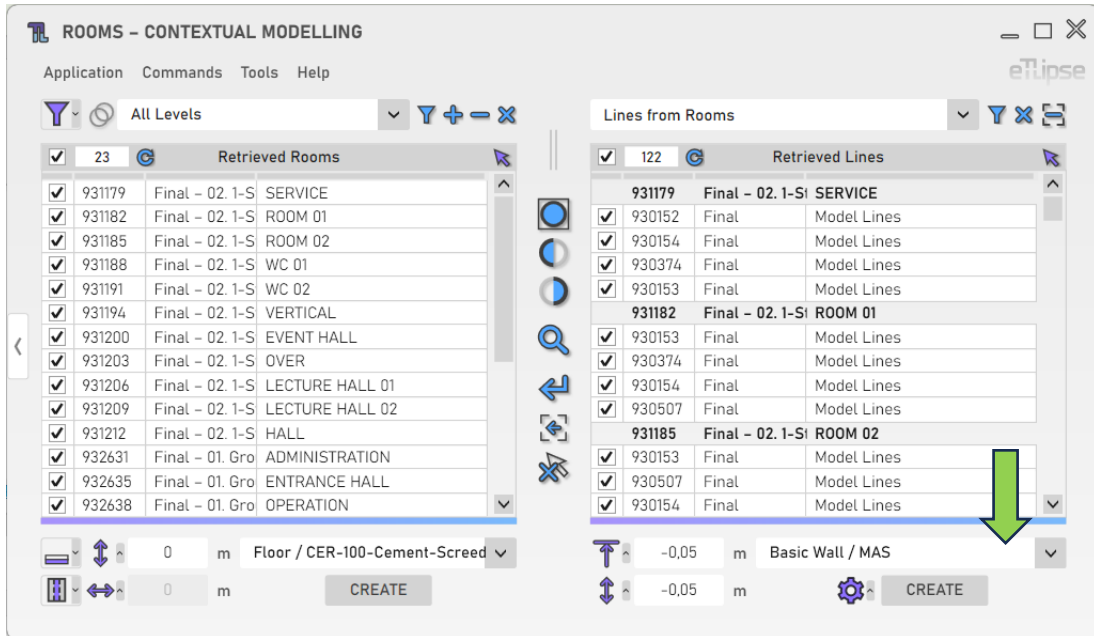 ROOMS – CONTEXTUAL MODELLING
Application Commands Tools Help
eTLipse
All Levels
Lines from Rooms
23 Retrieved Rooms
122 Retrieved Lines
931179 Final – 02. 1-S SERVICE
931182 Final – 02. 1-S ROOM 01
931185 Final – 02. 1-S ROOM 02
931188 Final – 02. 1-S WC 01
931191 Final – 02. 1-S WC 02
931194 Final – 02. 1-S VERTICAL
931200 Final – 02. 1-S EVENT HALL
931203 Final – 02. 1-S OVER
931206 Final – 02. 1-S LECTURE HALL 01
931209 Final – 02. 1-S LECTURE HALL 02
931212 Final – 02. 1-S HALL
932631 Final – 01. Gro ADMINISTRATION
932635 Final – 01. Gro ENTRANCE HALL
932638 Final – 01. Gro OPERATION
931179 Final – 02. 1-St SERVICE
930152 Final Model Lines
930154 Final Model Lines
930374 Final Model Lines
930153 Final Model Lines
931182 Final – 02. 1-St ROOM 01
930153 Final Model Lines
930374 Final Model Lines
930154 Final Model Lines
930507 Final Model Lines
931185 Final – 02. 1-St ROOM 02
930153 Final Model Lines
930507 Final Model Lines
930154 Final Model Lines
0 m Floor / CER-100-Cement-Screed
0 m CREATE
-0,05 m Basic Wall / MAS
-0,05 m CREATE